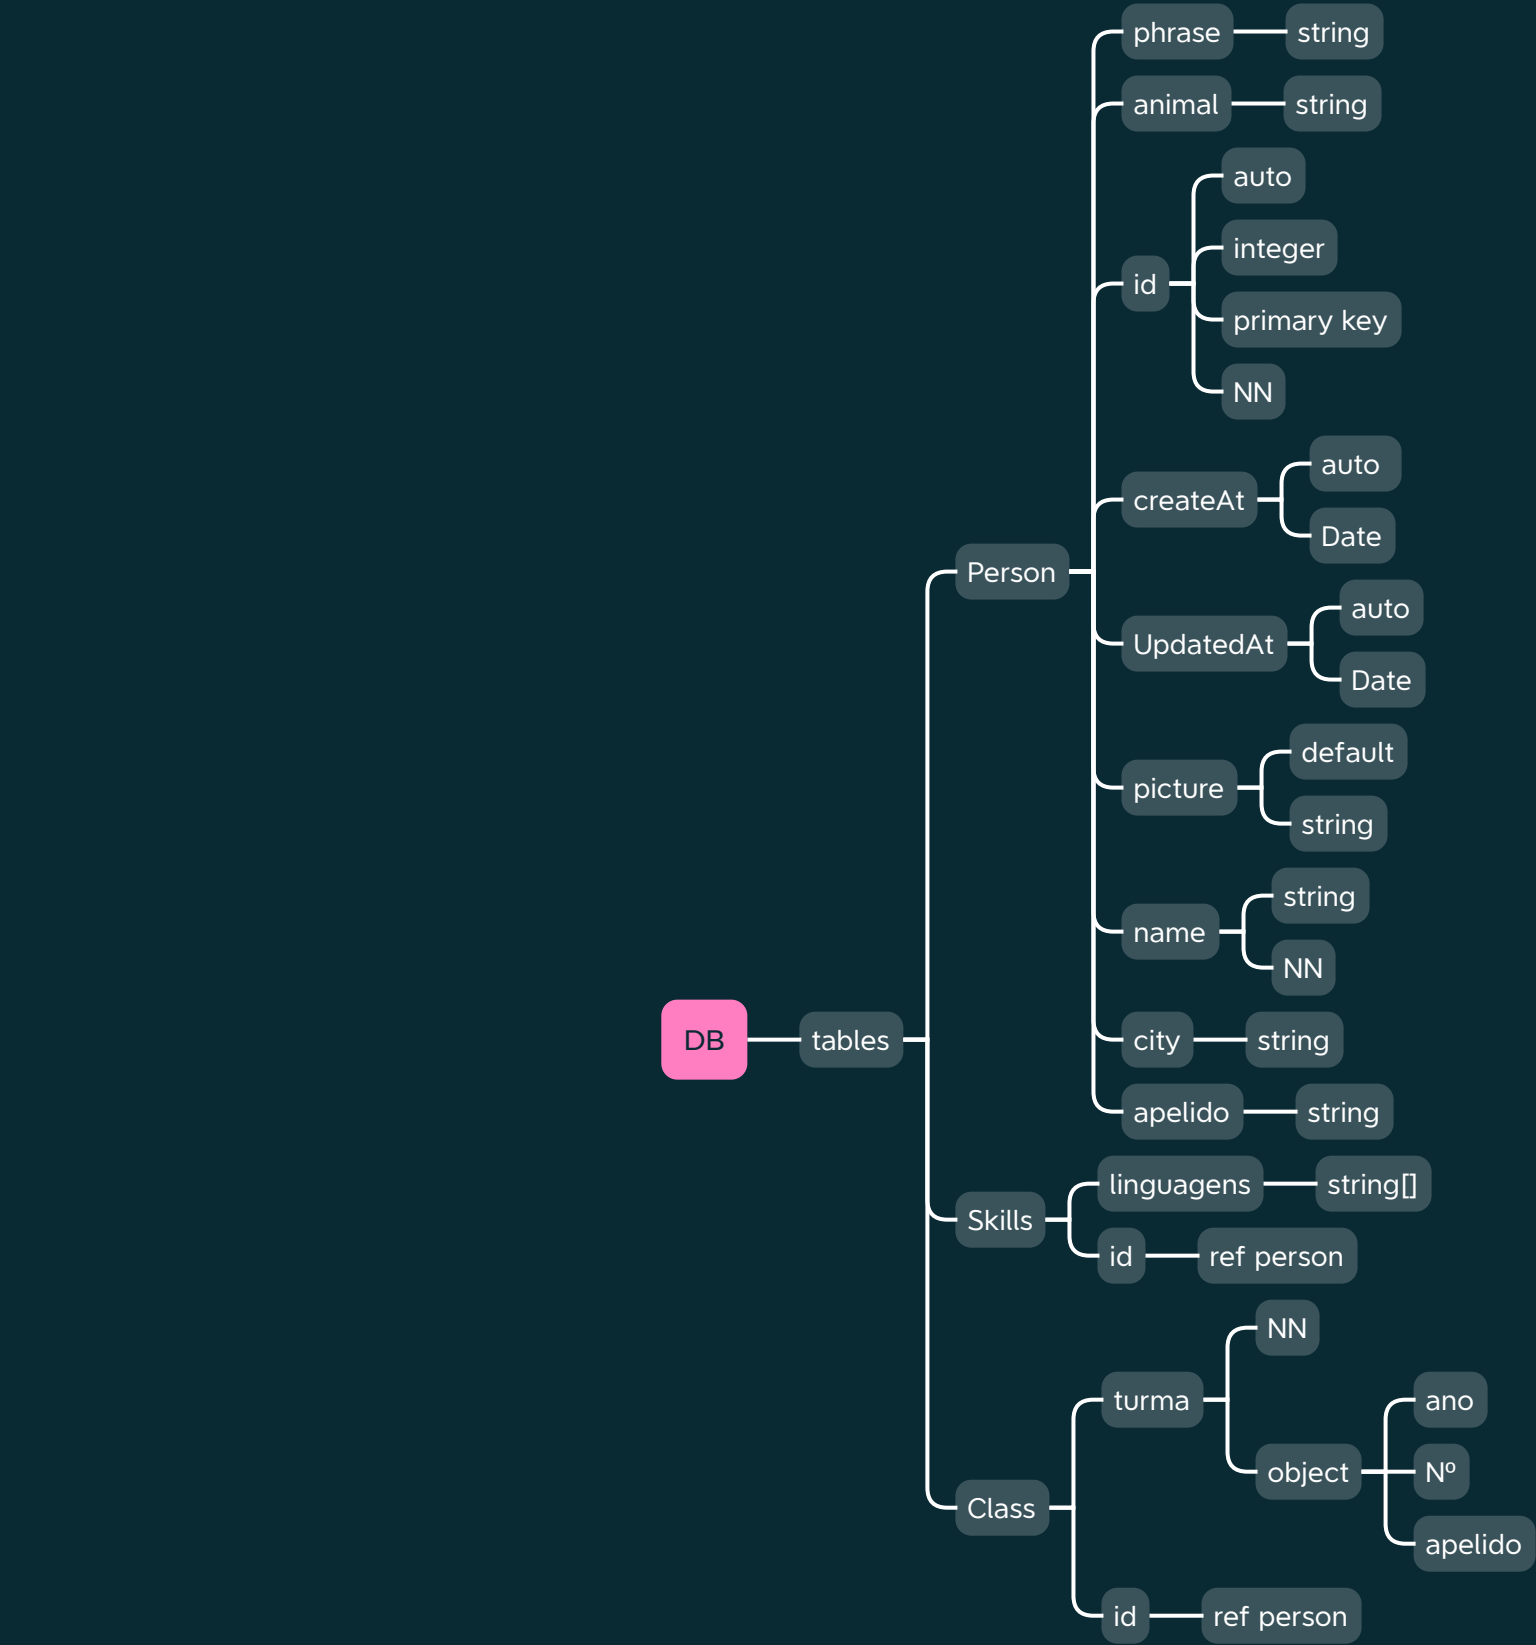 phrase
string
animal
string
auto
integer
id
primary key
NN
auto
createAt
Date
Person
auto
UpdatedAt
Date
default
picture
string
string
name
NN
DB
tables
city
string
apelido
string
linguagens
string[]
Skills
id
ref person
NN
turma
ano
object
Nº
Class
apelido
id
ref person